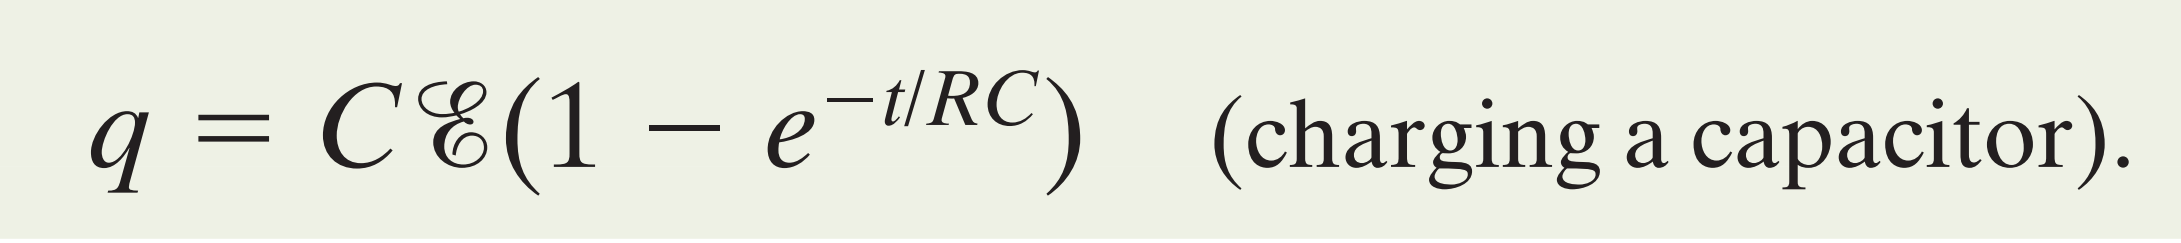 q = Cℰ(1 − e^{−t/RC}) (charging a capacitor).